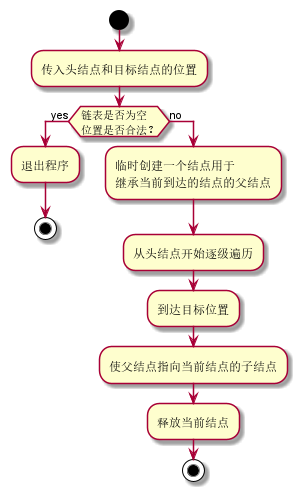 传入头结点和目标结点的位置
yes
链表是否为空
位置是否合法？
no
退出程序
临时创建一个结点用于
继承当前到达的结点的父结点
从头结点开始逐级遍历
到达目标位置
使父结点指向当前结点的子结点
释放当前结点